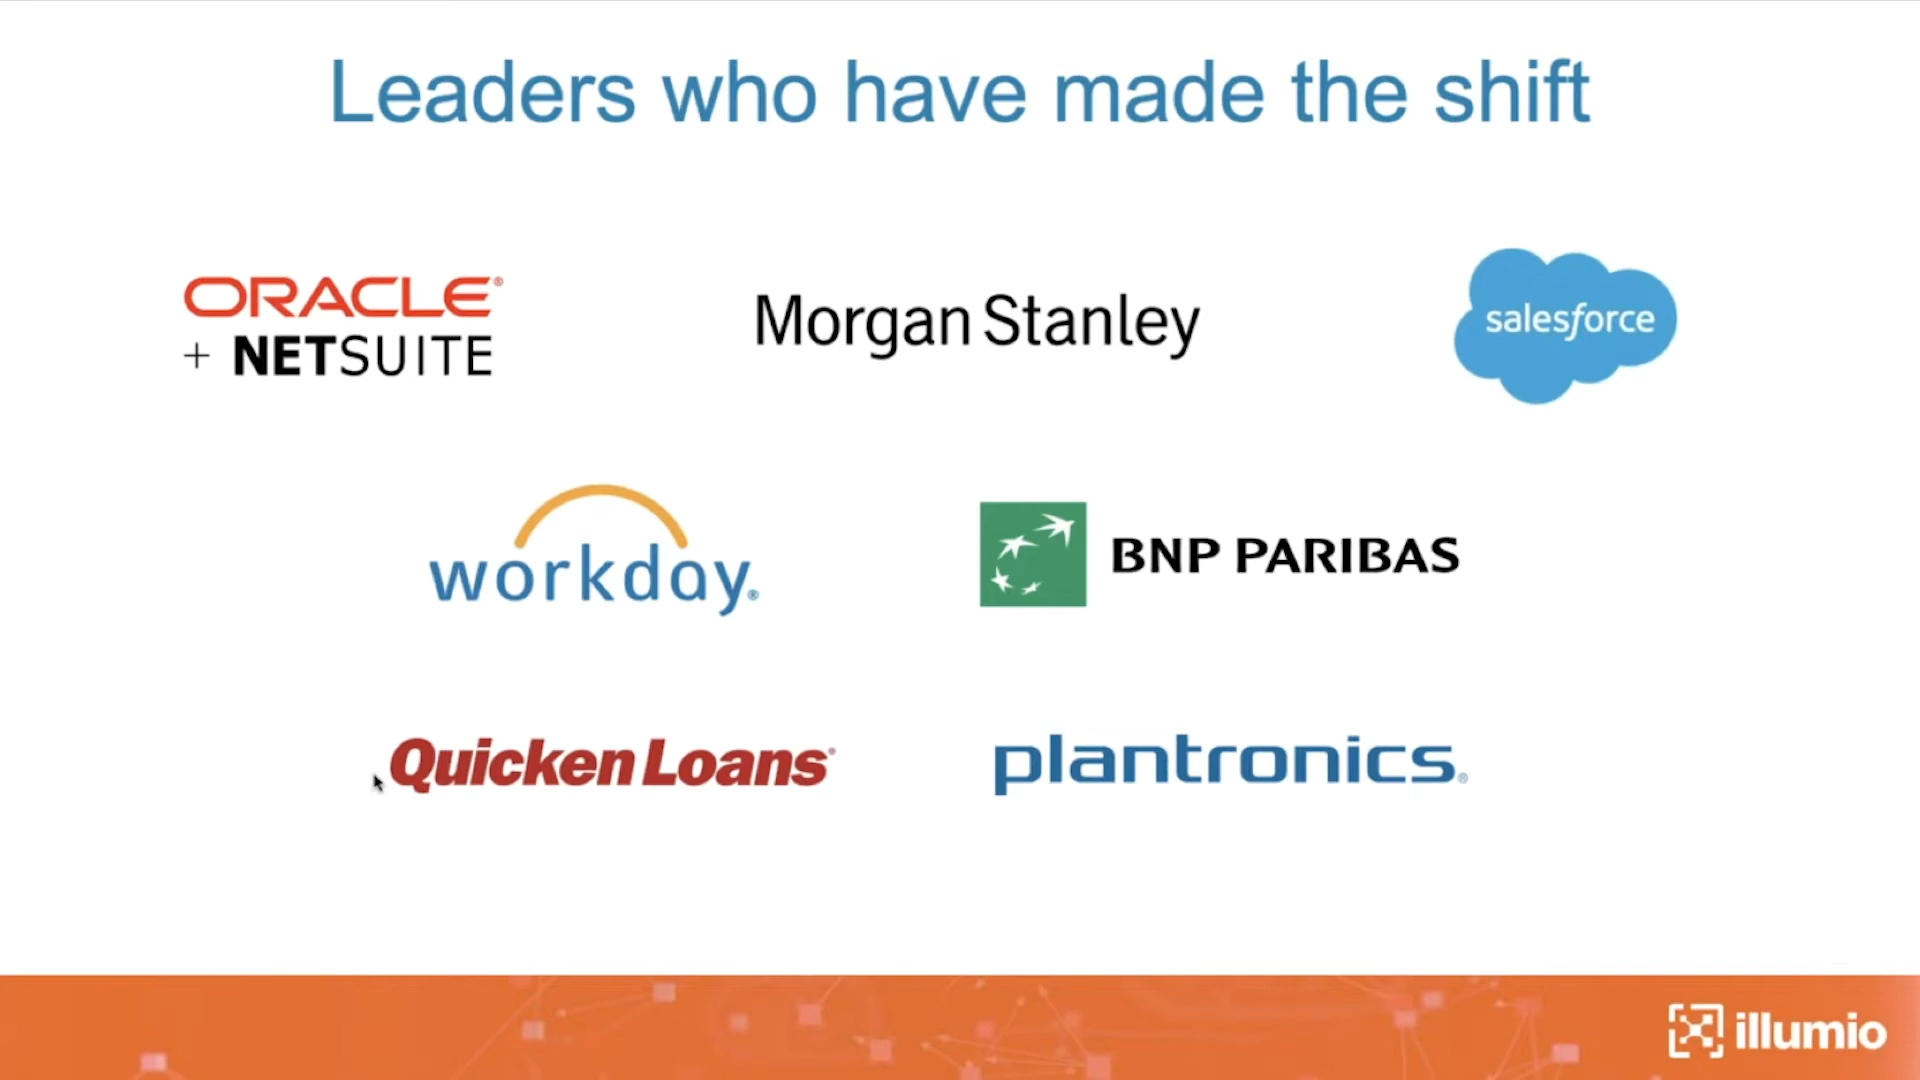 Leaders who have made the shift
ORACLE®
+ NETSUITE
Morgan Stanley
salesforce
workday®
BNP PARIBAS
Quicken Loans®
plantronics®
illumio